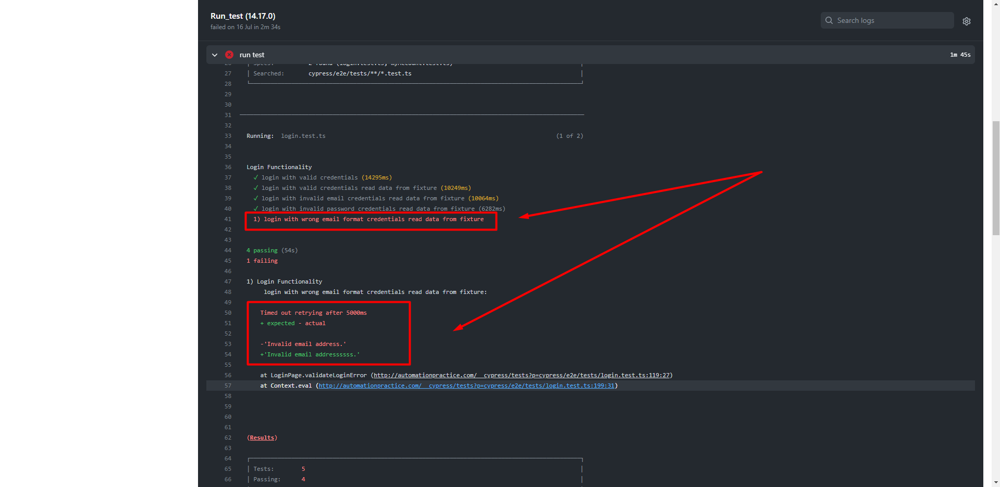 Run_test (14.17.0)
failed on 16 Jul in 2m 34s
Search logs
run test
1m 45s
26 | Specs: 2 found (login.test.ts, myAccount.test.ts) |
27 | Searched: cypress/e2e/tests/**/*.test.ts |
28
29
30
31
32
33 Running: login.test.ts (1 of 2)
34
35
36 Login Functionality
37 ✓ login with valid credentials (14295ms)
38 ✓ login with valid credentials read data from fixture (10249ms)
39 ✓ login with invalid email credentials read data from fixture (10064ms)
40 ✓ login with invalid password credentials read data from fixture (6282ms)
41 1) login with wrong email format credentials read data from fixture
42
43
44 4 passing (54s)
45 1 failing
46
47 1) Login Functionality
48 login with wrong email format credentials read data from fixture:
49
50 Timed out retrying after 5000ms
51 + expected - actual
52
53 -'Invalid email address.'
54 +'Invalid email addressssss.'
55
56 at LoginPage.validateLoginError (http://automationpractice.com/__cypress/tests?p=cypress/e2e/tests/login.test.ts:119:27)
57 at Context.eval (http://automationpractice.com/__cypress/tests?p=cypress/e2e/tests/login.test.ts:199:31)
58
59
60
61
62 (Results)
63
64
65 | Tests: 5 |
66 | Passing: 4 |